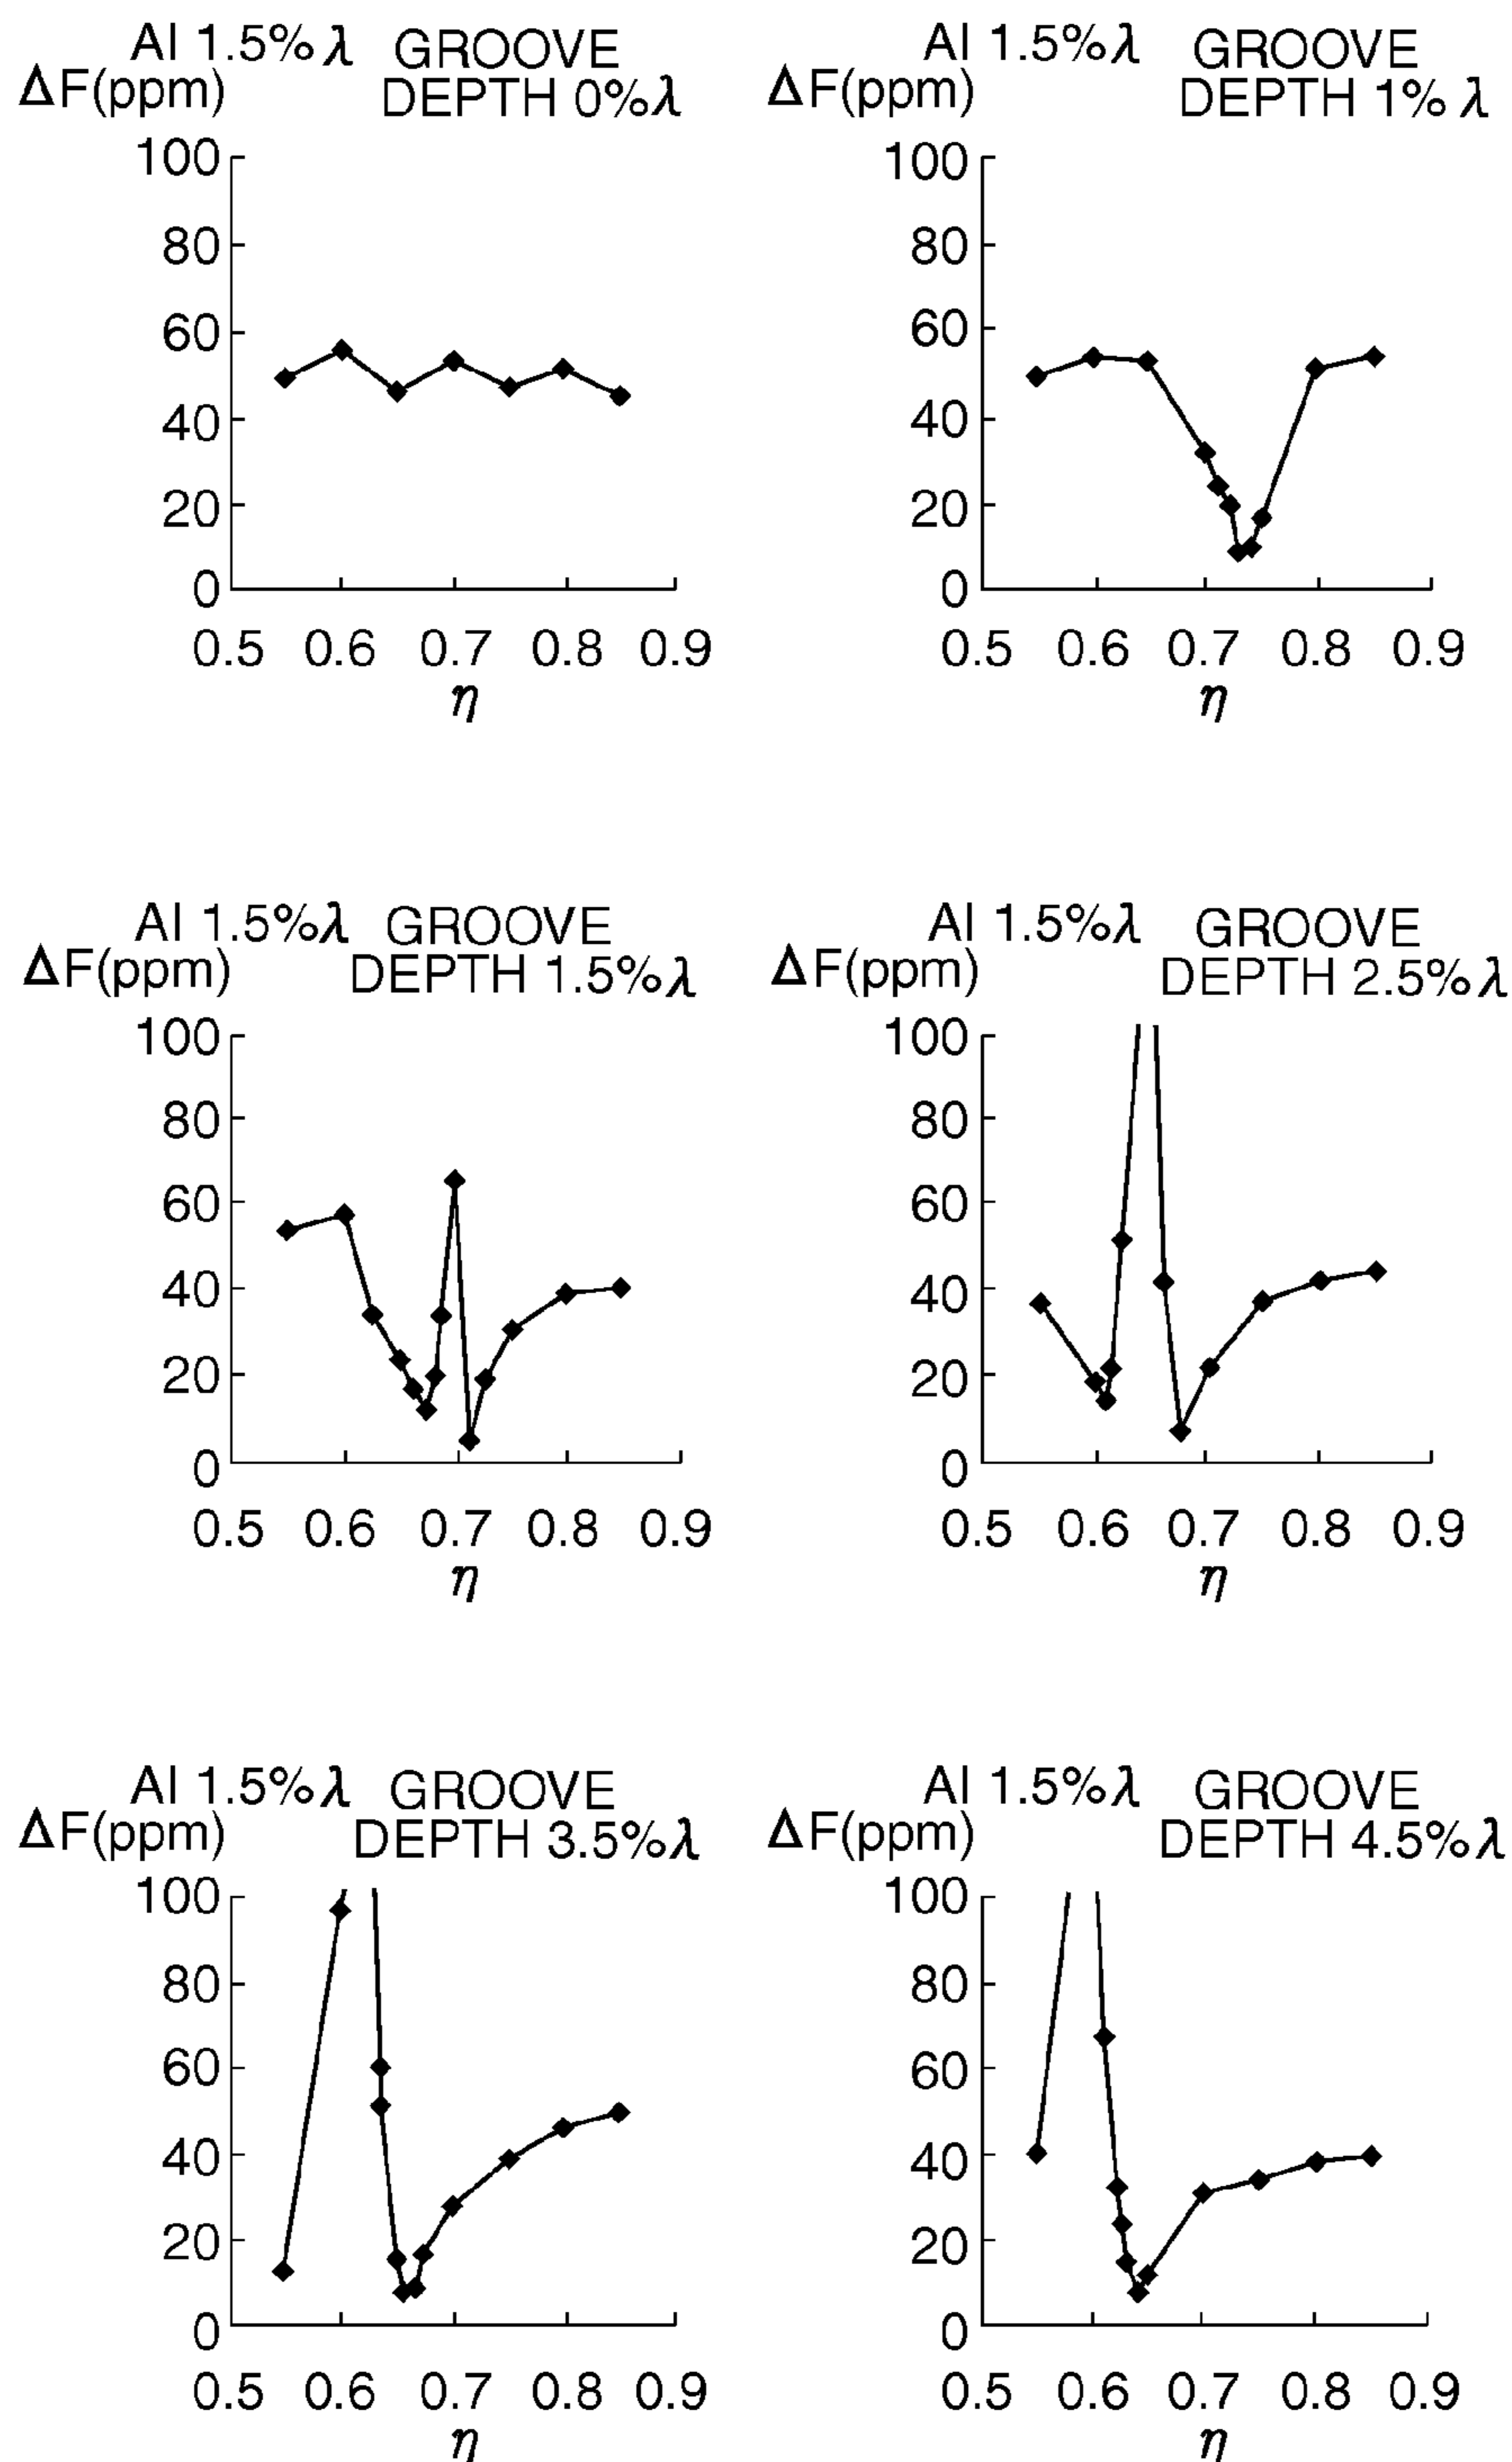 Al 1.5%λ GROOVE
ΔF(ppm) DEPTH 0%λ
100
80
60
40
20
0
0.5 0.6 0.7 0.8 0.9
η
Al 1.5%λ GROOVE
ΔF(ppm) DEPTH 1%λ
100
80
60
40
20
0
0.5 0.6 0.7 0.8 0.9
η
Al 1.5%λ GROOVE
ΔF(ppm) DEPTH 1.5%λ
100
80
60
40
20
0
0.5 0.6 0.7 0.8 0.9
η
Al 1.5%λ GROOVE
ΔF(ppm) DEPTH 2.5%λ
100
80
60
40
20
0
0.5 0.6 0.7 0.8 0.9
η
Al 1.5%λ GROOVE
ΔF(ppm) DEPTH 3.5%λ
100
80
60
40
20
0
0.5 0.6 0.7 0.8 0.9
η
Al 1.5%λ GROOVE
ΔF(ppm) DEPTH 4.5%λ
100
80
60
40
20
0
0.5 0.6 0.7 0.8 0.9
η